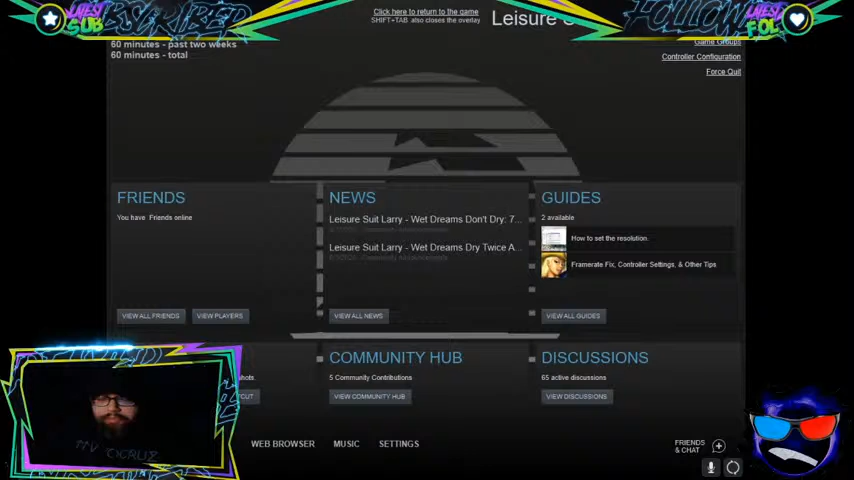 LATEST
SUB
Click here to return to the game
SHIFT+TAB also closes the overlay
Leisure S
FOLLOW
LATEST
FOL
60 minutes - past two weeks
60 minutes - total
Game Groups
Controller Configuration
Force Quit
FRIENDS
You have Friends online
VIEW ALL FRIENDS
VIEW PLAYERS
NEWS
Leisure Suit Larry - Wet Dreams Don't Dry: 7...
Leisure Suit Larry - Wet Dreams Dry Twice A...
VIEW ALL NEWS
GUIDES
2 available
How to set the resolution.
Framerate Fix, Controller Settings, & Other Tips
VIEW ALL GUIDES
shots.
CUT
COMMUNITY HUB
5 Community Contributions
VIEW COMMUNITY HUB
DISCUSSIONS
65 active discussions
VIEW DISCUSSIONS
WEB BROWSER
MUSIC
SETTINGS
FRIENDS
& CHAT